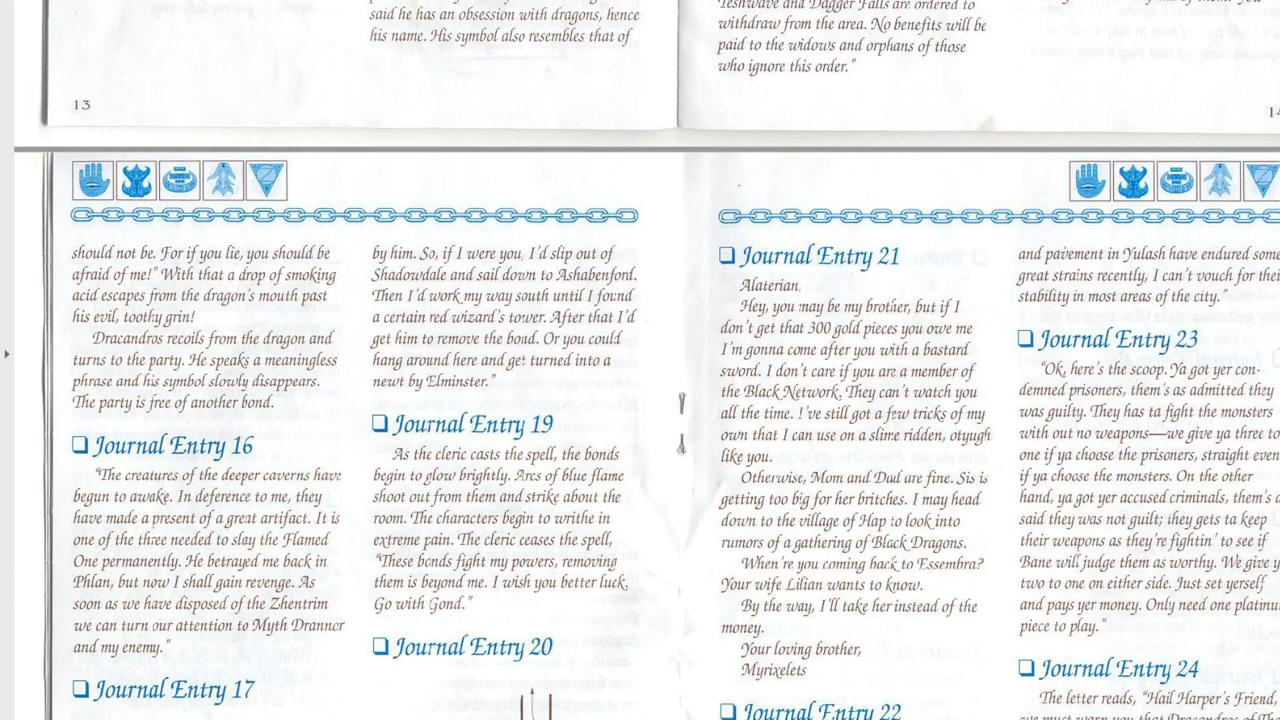 said he has an obsession with dragons, hence
his name. His symbol also resembles that of
13
Teshwave and Dagger Falls are ordered to
withdraw from the area. No benefits will be
paid to the widows and orphans of those
who ignore this order."
should not be. For if you lie, you should be
afraid of me!" With that a drop of smoking
acid escapes from the dragon's mouth past
his evil, toothy grin!
Dracandros recoils from the dragon and
turns to the party. He speaks a meaningless
phrase and his symbol slowly disappears.
The party is free of another bond.
❏ Journal Entry 16
"The creatures of the deeper caverns have
begun to awake. In deference to me, they
have made a present of a great artifact. It is
one of the three needed to slay the Flamed
One permanently. He betrayed me back in
Phlan, but now I shall gain revenge. As
soon as we have disposed of the Zhentrim
we can turn our attention to Myth Drannor
and my enemy."
❏ Journal Entry 17
by him. So, if I were you, I'd slip out of
Shadowdale and sail down to Ashabenford.
Then I'd work my way south until I found
a certain red wizard's tower. After that I'd
get him to remove the bond. Or you could
hang around here and get turned into a
newt by Elminster."
❏ Journal Entry 19
As the cleric casts the spell, the bonds
begin to glow brightly. Arcs of blue flame
shoot out from them and strike about the
room. The characters begin to writhe in
extreme pain. The cleric ceases the spell,
"These bonds fight my powers, removing
them is beyond me. I wish you better luck.
Go with Gond."
❏ Journal Entry 20
❏ Journal Entry 21
Alaterian,
Hey, you may be my brother, but if I
don't get that 300 gold pieces you owe me
I'm gonna come after you with a bastard
sword. I don't care if you are a member of
the Black Network. They can't watch you
all the time. I've still got a few tricks of my
own that I can use on a slime ridden, otyugh
like you.
Otherwise, Mom and Dad are fine. Sis is
getting too big for her britches. I may head
down to the village of Hap to look into
rumors of a gathering of Black Dragons.
When're you coming back to Essembra?
Your wife Lilian wants to know.
By the way, I'll take her instead of the
money.
Your loving brother,
Myrixelets
❏ Journal Entry 22
and pavement in Yulash have endured some
great strains recently, I can't vouch for their
stability in most areas of the city."
❏ Journal Entry 23
"Ok, here's the scoop. Ya got yer con-
demned prisoners, them's as admitted they
was guilty. They has ta fight the monsters
with out no weapons—we give ya three to
one if ya choose the prisoners, straight even
if ya choose the monsters. On the other
hand, ya got yer accused criminals, them's a
said they was not guilt; they gets ta keep
their weapons as they're fightin' to see if
Bane will judge them as worthy. We give y
two to one on either side. Just set yerself
and pays yer money. Only need one platinu
piece to play."
❏ Journal Entry 24
The letter reads, "Hail Harper's Friend,